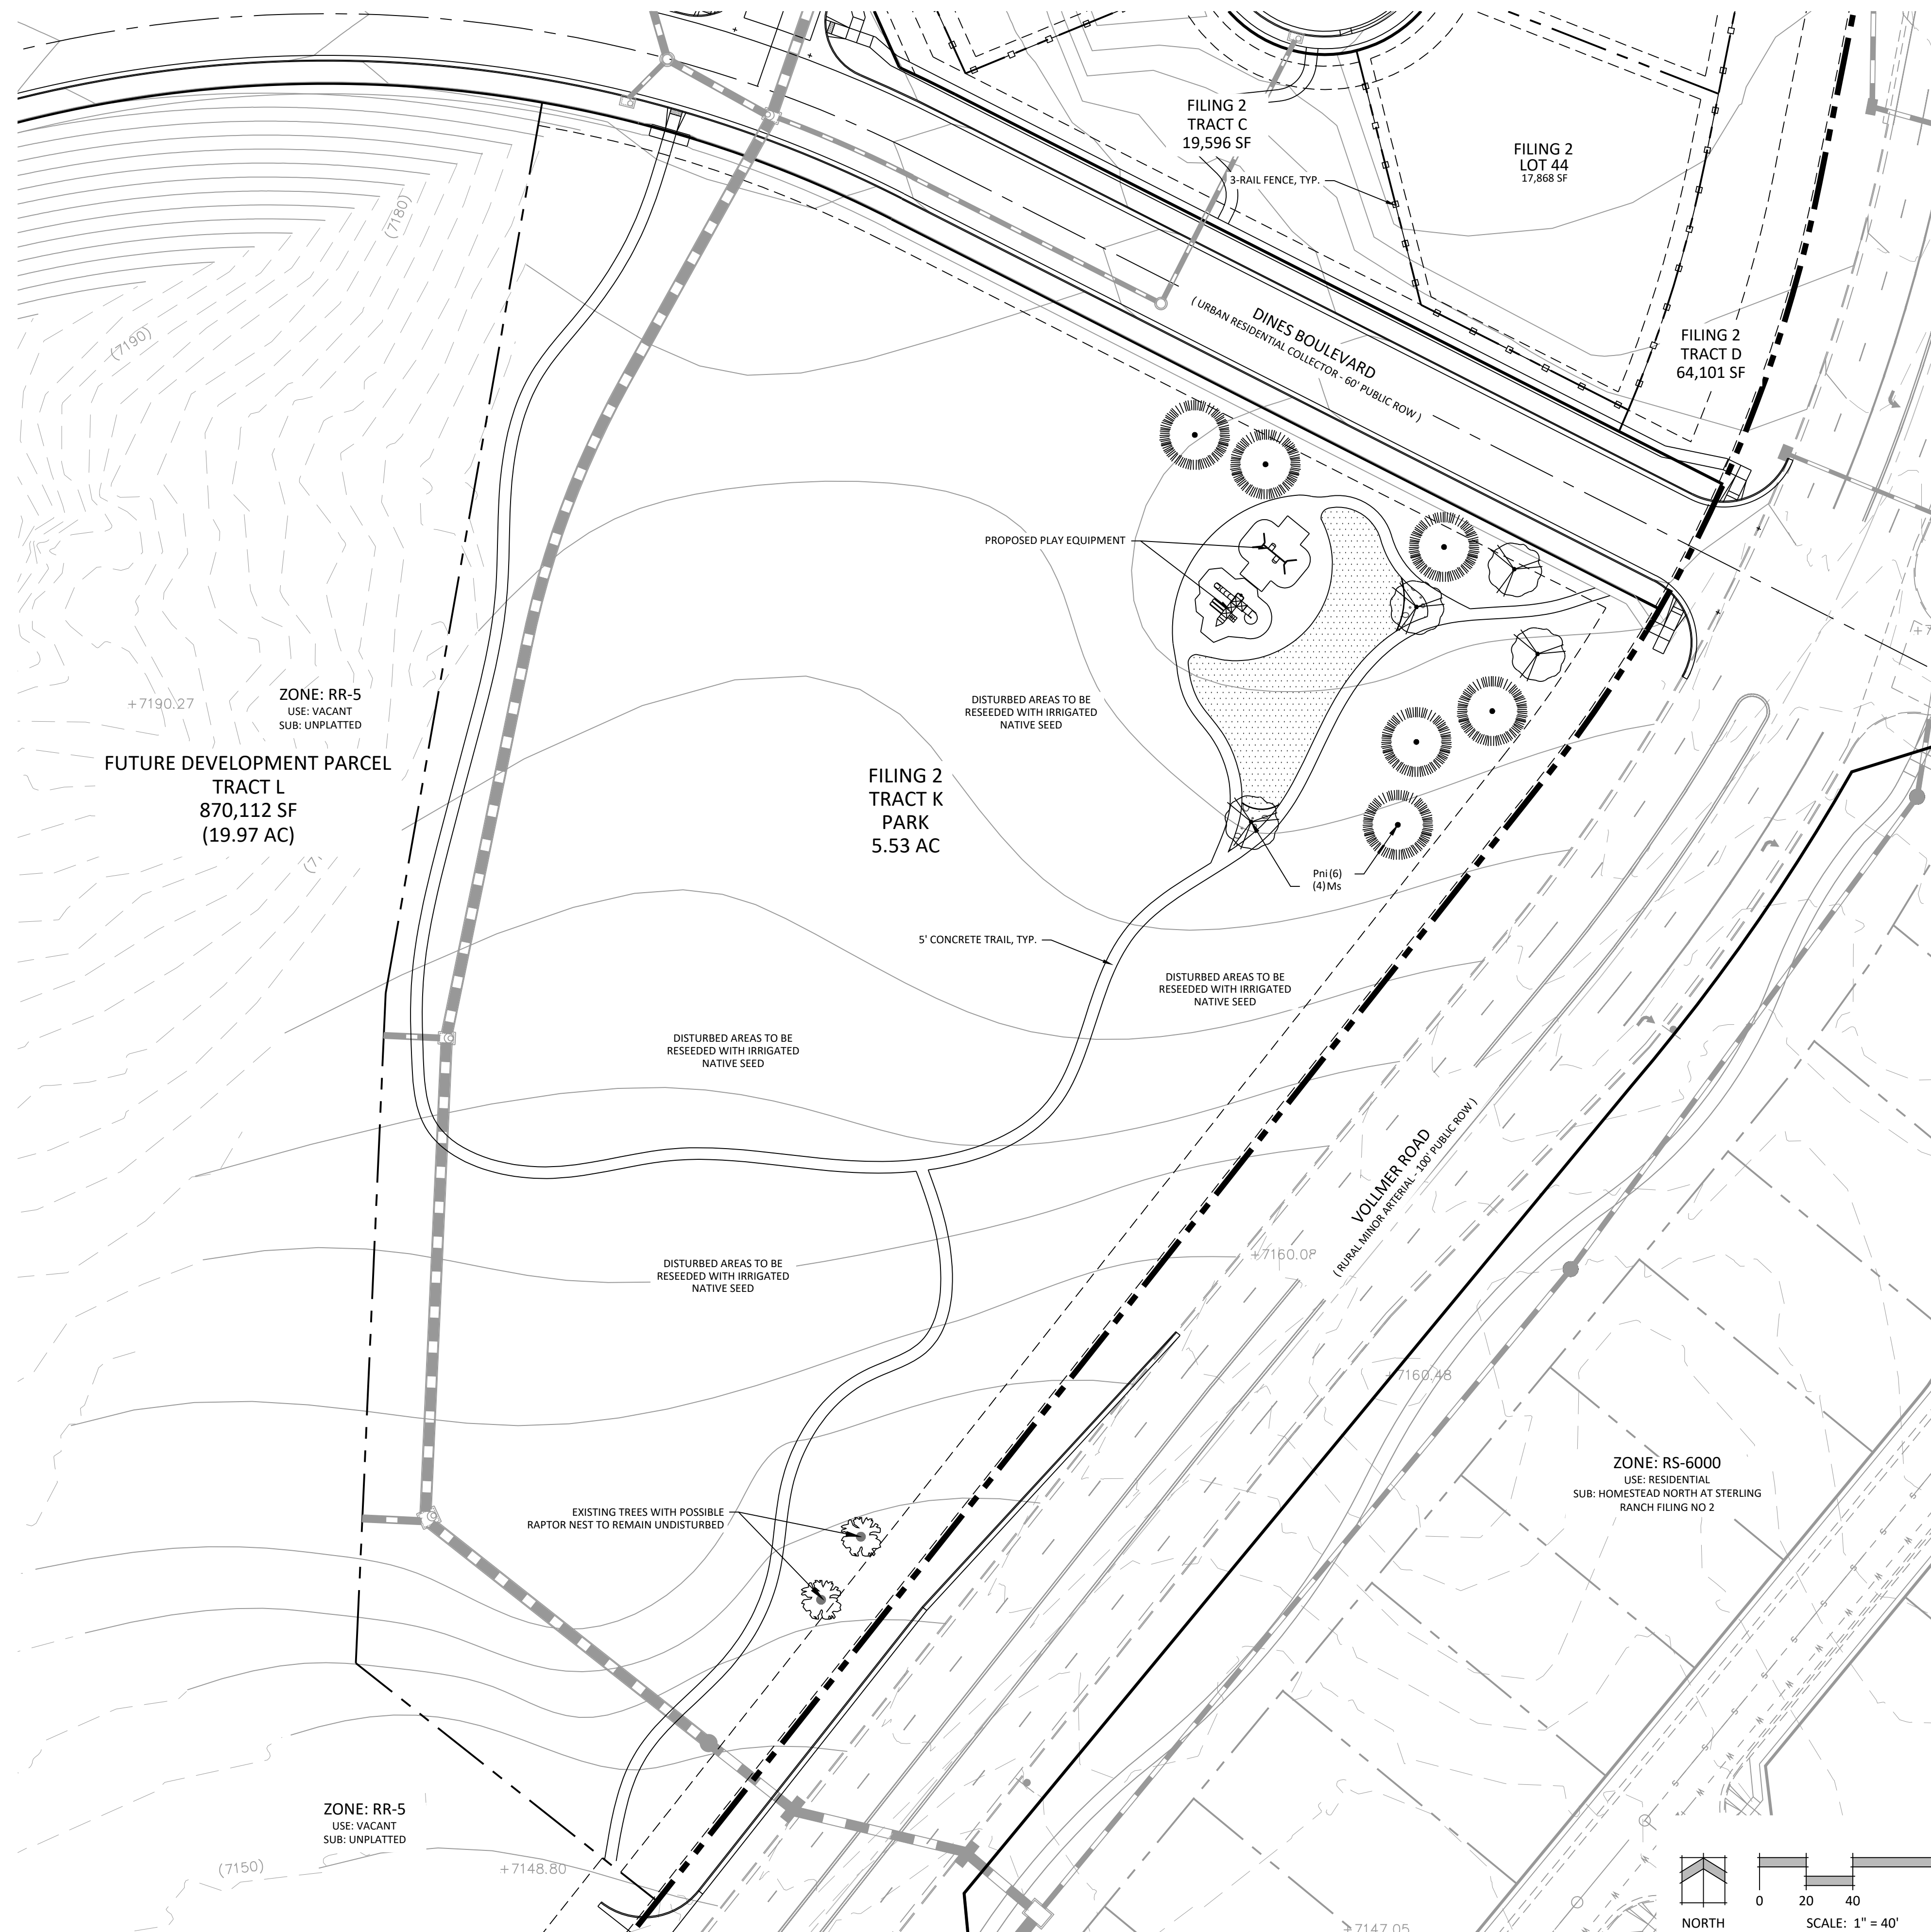 FILING 2
TRACT C
19,596 SF
3-RAIL FENCE, TYP.
FILING 2
LOT 44
17,868 SF
(7180)
(7190)
DINES BOULEVARD
( URBAN RESIDENTIAL COLLECTOR - 60' PUBLIC ROW )
FILING 2
TRACT D
64,101 SF
PROPOSED PLAY EQUIPMENT
ZONE: RR-5
USE: VACANT
SUB: UNPLATTED
+7190.27
FUTURE DEVELOPMENT PARCEL
TRACT L
870,112 SF
(19.97 AC)
DISTURBED AREAS TO BE
RESEEDED WITH IRRIGATED
NATIVE SEED
FILING 2
TRACT K
PARK
5.53 AC
Pni (6)
(4) Ms
5' CONCRETE TRAIL, TYP.
DISTURBED AREAS TO BE
RESEEDED WITH IRRIGATED
NATIVE SEED
DISTURBED AREAS TO BE
RESEEDED WITH IRRIGATED
NATIVE SEED
VOLLMER ROAD
( RURAL MINOR ARTERIAL - 100' PUBLIC ROW )
DISTURBED AREAS TO BE
RESEEDED WITH IRRIGATED
NATIVE SEED
+7160.08
+7160.48
ZONE: RS-6000
USE: RESIDENTIAL
SUB: HOMESTEAD NORTH AT STERLING
RANCH FILING NO 2
EXISTING TREES WITH POSSIBLE
RAPTOR NEST TO REMAIN UNDISTURBED
ZONE: RR-5
USE: VACANT
SUB: UNPLATTED
(7150)
+7148.80
+7147.05
0 20 40
NORTH
SCALE: 1" = 40'